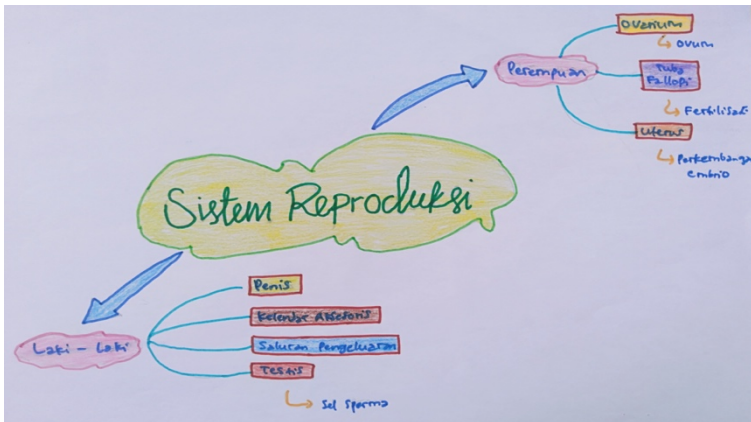 Sistem Reproduksi
Perempuan
Ovarium
Ovum
Tuba
Fallopi
Fertilisasi
Uterus
Perkembanga
embrio
Laki - Laki
Penis
Kelenjar Aksesoris
Saluran Pengeluaran
Testis
Sel Sperma